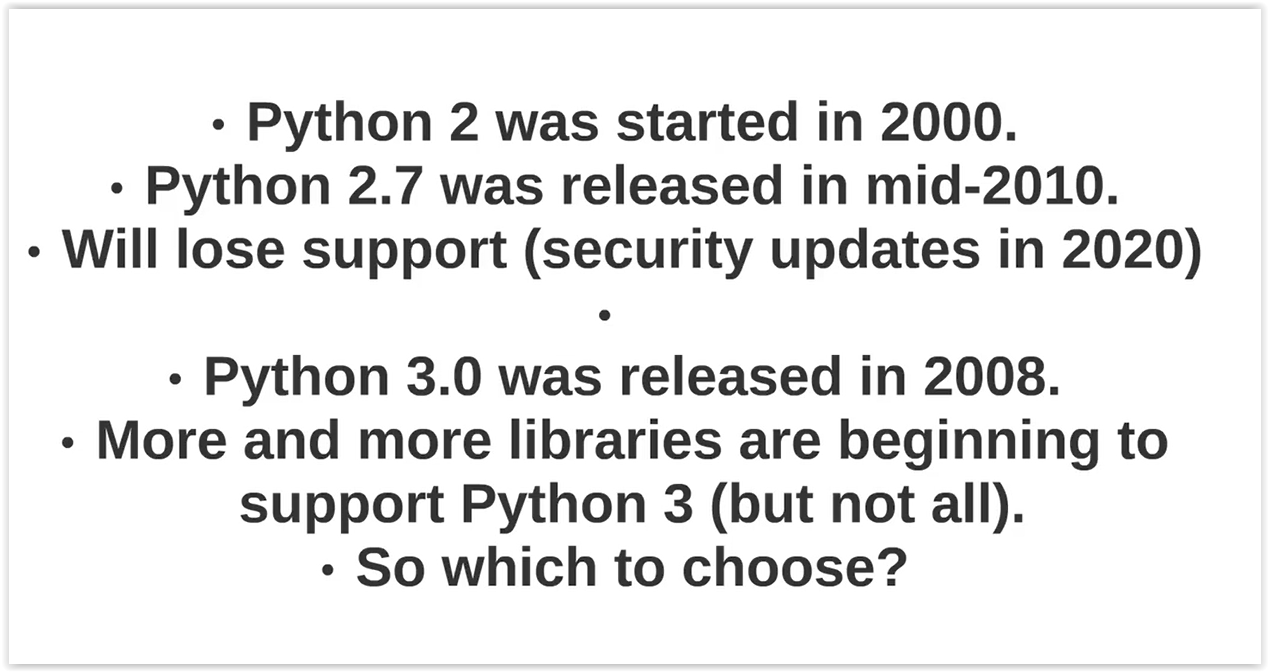 • Python 2 was started in 2000.
• Python 2.7 was released in mid-2010.
• Will lose support (security updates in 2020)
•
• Python 3.0 was released in 2008.
• More and more libraries are beginning to
support Python 3 (but not all).
• So which to choose?